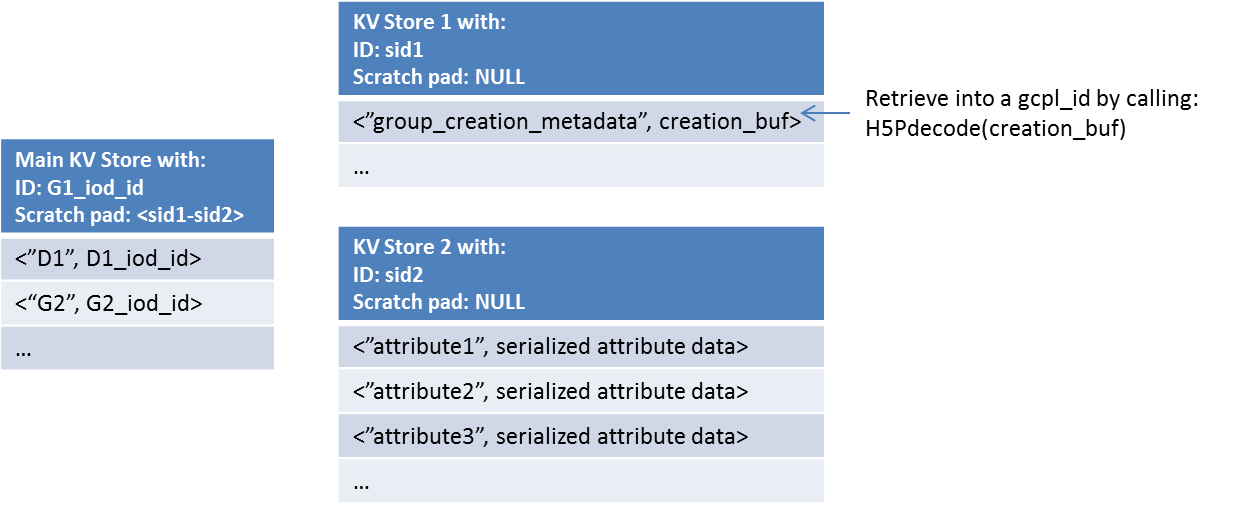 Main KV Store with:
ID: G1_iod_id
Scratch pad: <sid1-sid2>
<”D1”, D1_iod_id>
<“G2”, G2_iod_id>
…
KV Store 1 with:
ID: sid1
Scratch pad: NULL
<”group_creation_metadata”, creation_buf>
…
Retrieve into a gcpl_id by calling:
H5Pdecode(creation_buf)
KV Store 2 with:
ID: sid2
Scratch pad: NULL
<”attribute1”, serialized attribute data>
<”attribute2”, serialized attribute data>
<”attribute3”, serialized attribute data>
…